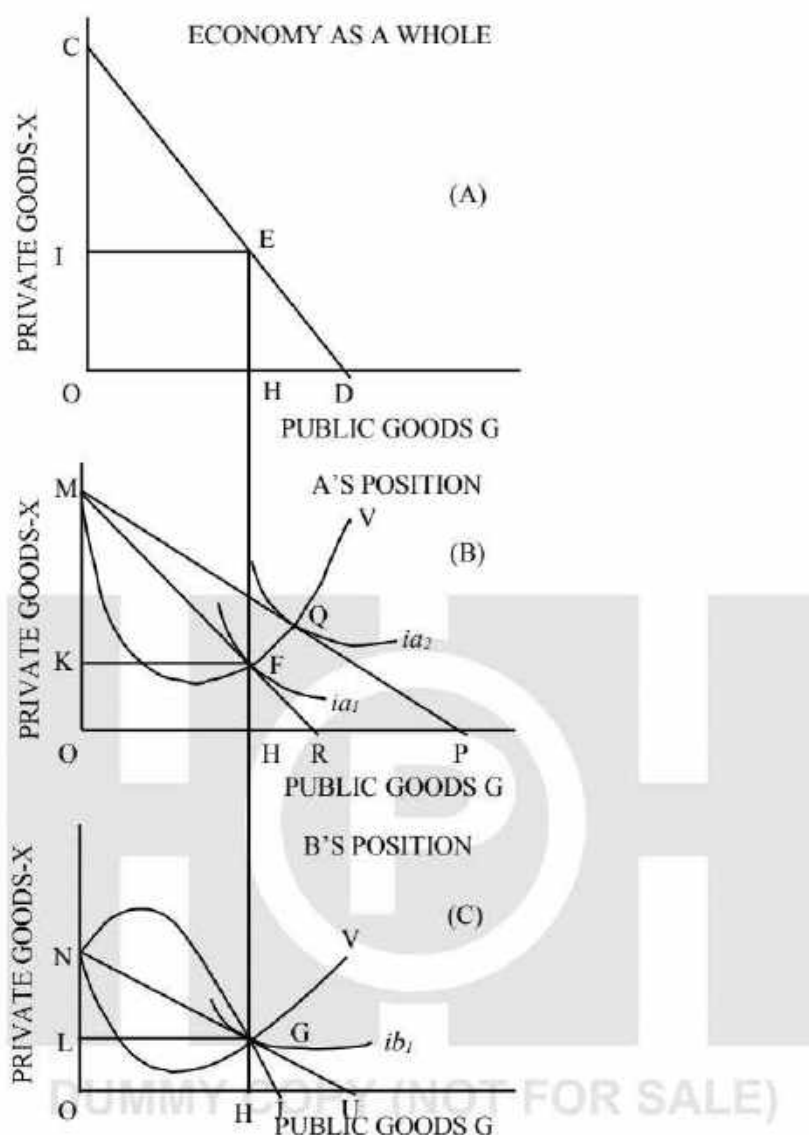 ECONOMY AS A WHOLE
C
PRIVATE GOODS-X
(A)
I
E
O
H
D
PUBLIC GOODS G
M
A'S POSITION
V
(B)
PRIVATE GOODS-X
Q
ia₂
K
F
ia₁
O
H
R
P
PUBLIC GOODS G
B'S POSITION
PRIVATE GOODS-X
(C)
V
N
L
G
ib₁
O
H
U
PUBLIC GOODS G
DUMMY COPY (NOT FOR SALE)